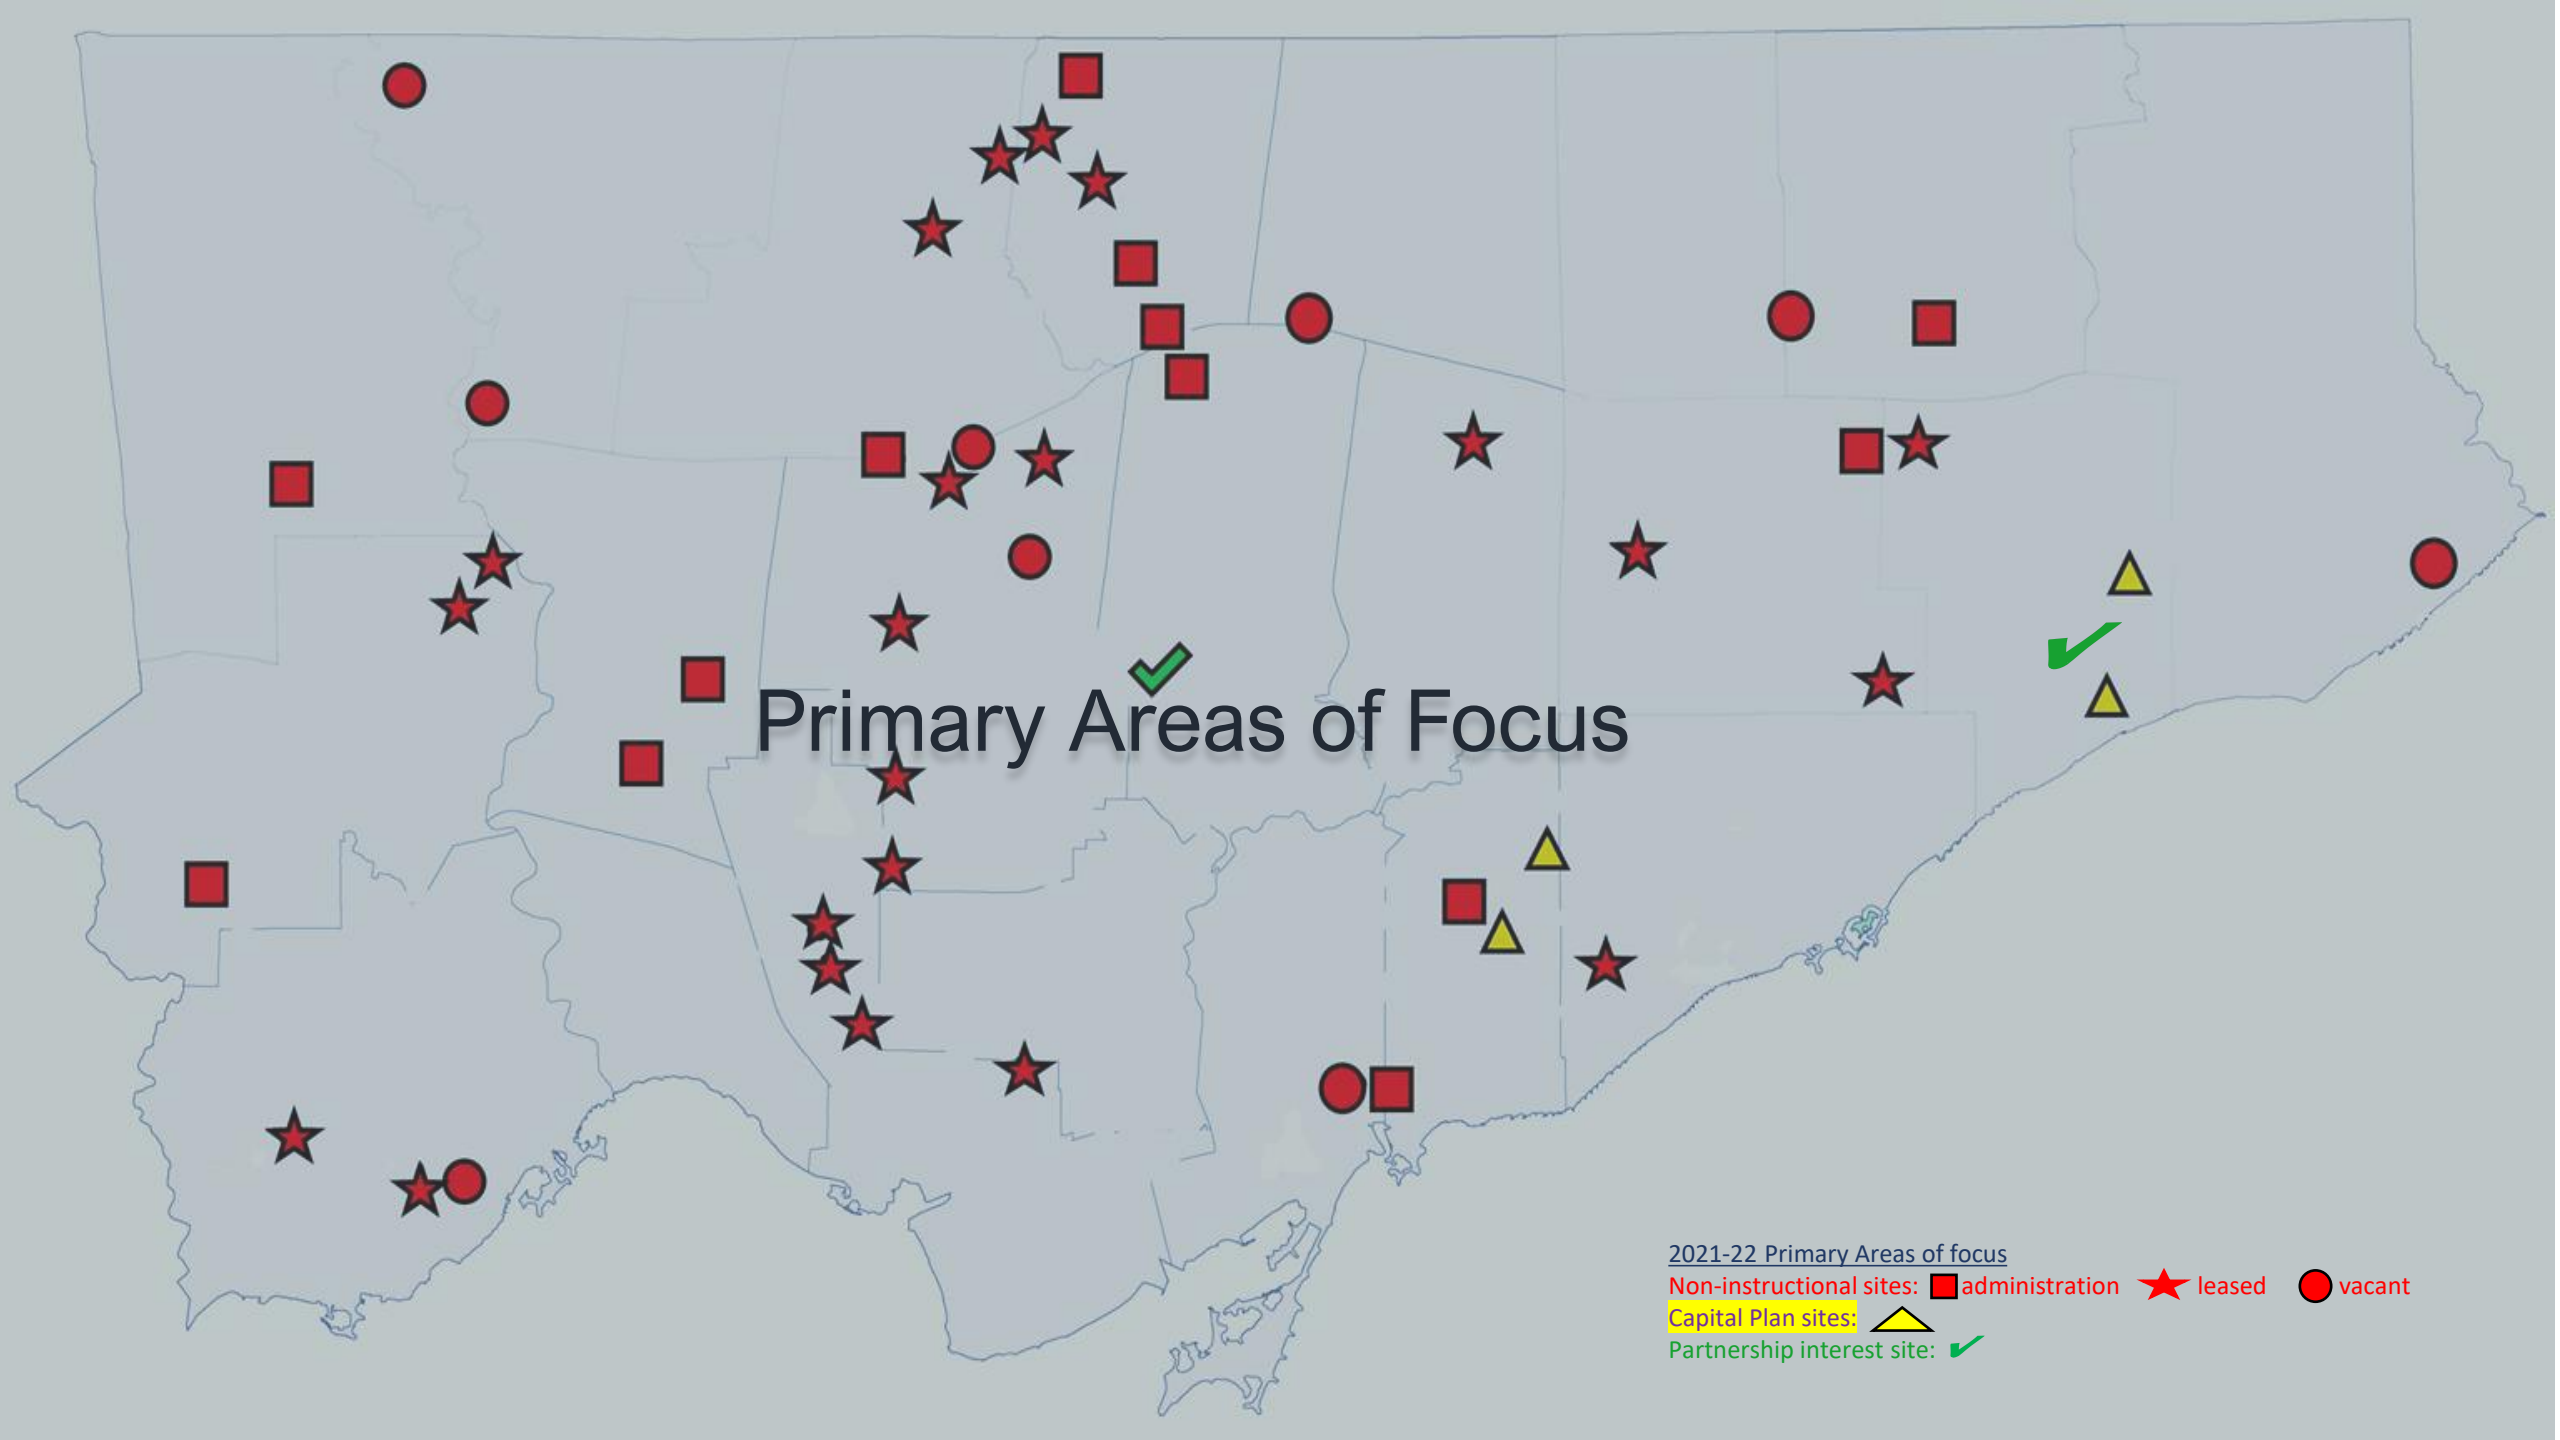 Primary Areas of Focus
2021-22 Primary Areas of focus
Non-instructional sites: administration leased vacant
Capital Plan sites:
Partnership interest site: